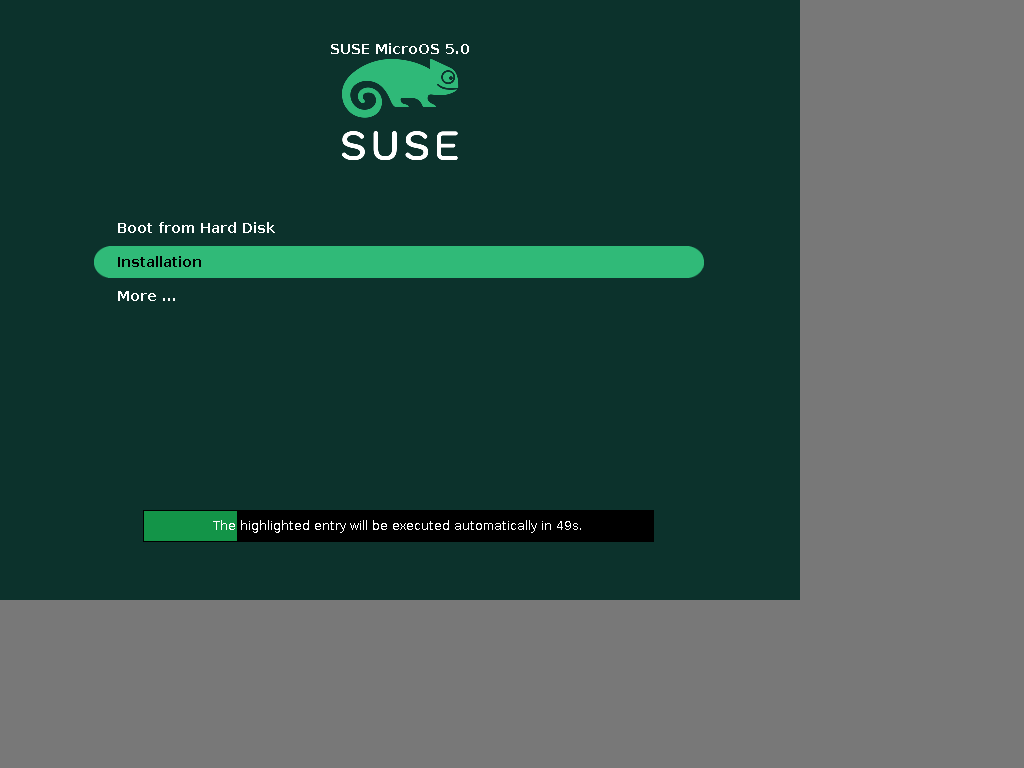 SUSE MicroOS 5.0
SUSE
Boot from Hard Disk
Installation
More ...
The highlighted entry will be executed automatically in 49s.